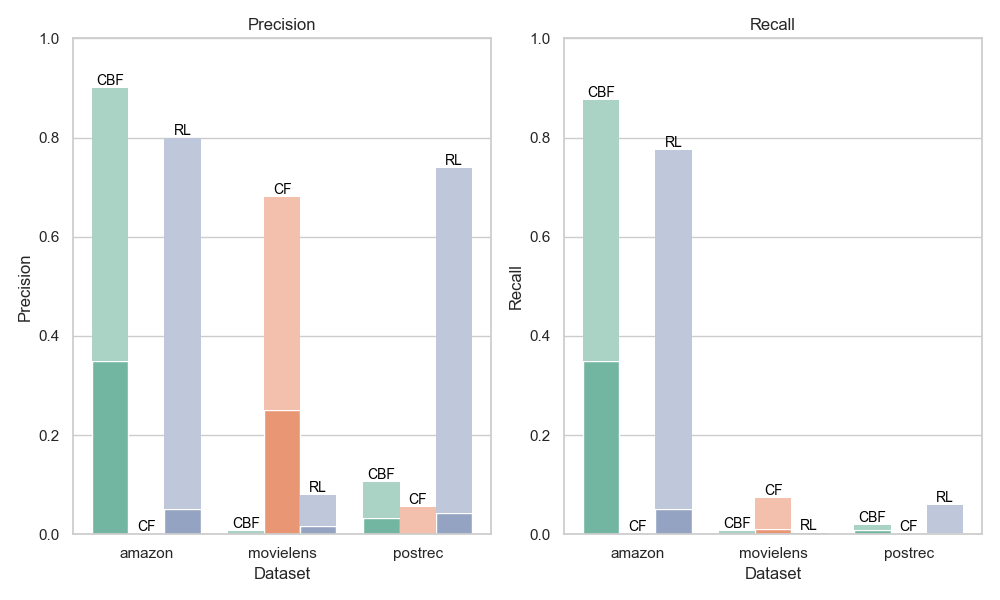 Precision
1.0
0.8
0.6
0.4
0.2
0.0
Precision
CBF
CF
RL
CBF
CF
RL
CBF
CF
RL
amazon
movielens
postrec
Dataset
Recall
1.0
0.8
0.6
0.4
0.2
0.0
Recall
CBF
CF
RL
CBF
CF
RL
CBF
CF
RL
amazon
movielens
postrec
Dataset